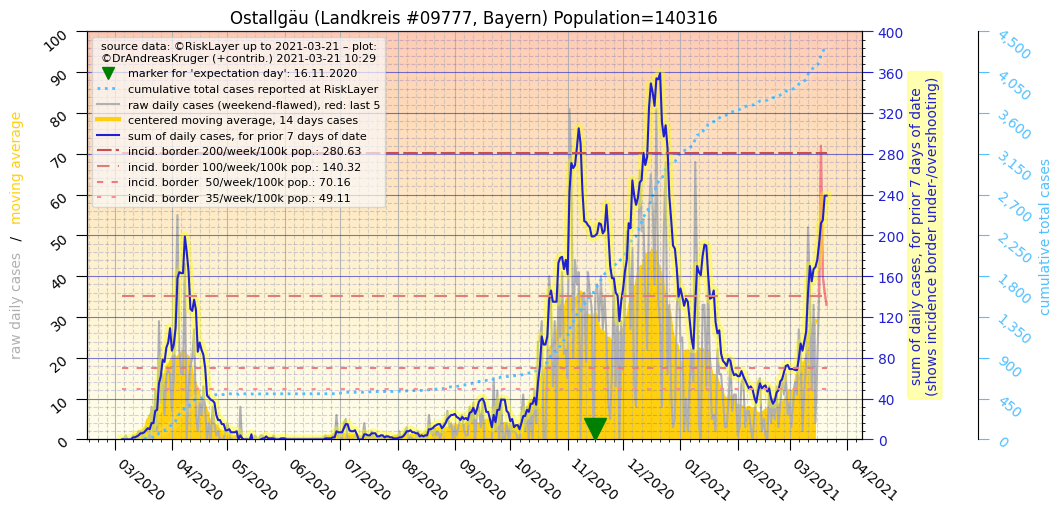 Ostallgäu (Landkreis #09777, Bayern) Population=140316
source data: ©RiskLayer up to 2021-03-21 – plot:
©DrAndreasKruger (+contrib.) 2021-03-21 10:29
marker for 'expectation day': 16.11.2020
cumulative total cases reported at RiskLayer
raw daily cases (weekend-flawed), red: last 5
centered moving average, 14 days cases
sum of daily cases, for prior 7 days of date
incid. border 200/week/100k pop.: 280.63
incid. border 100/week/100k pop.: 140.32
incid. border  50/week/100k pop.: 70.16
incid. border  35/week/100k pop.: 49.11
raw daily cases  /  moving average
100
90
80
70
60
50
40
30
20
10
0
03/2020
04/2020
05/2020
06/2020
07/2020
08/2020
09/2020
10/2020
11/2020
12/2020
01/2021
02/2021
03/2021
04/2021
400
360
320
280
240
200
160
120
80
40
0
sum of daily cases, for prior 7 days of date
(shows incidence border under-/overshooting)
4,500
4,050
3,600
3,150
2,700
2,250
1,800
1,350
900
450
0
cumulative total cases